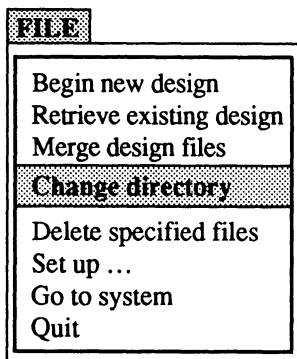 FILE
Begin new design
Retrieve existing design
Merge design files
Change directory
Delete specified files
Set up ...
Go to system
Quit